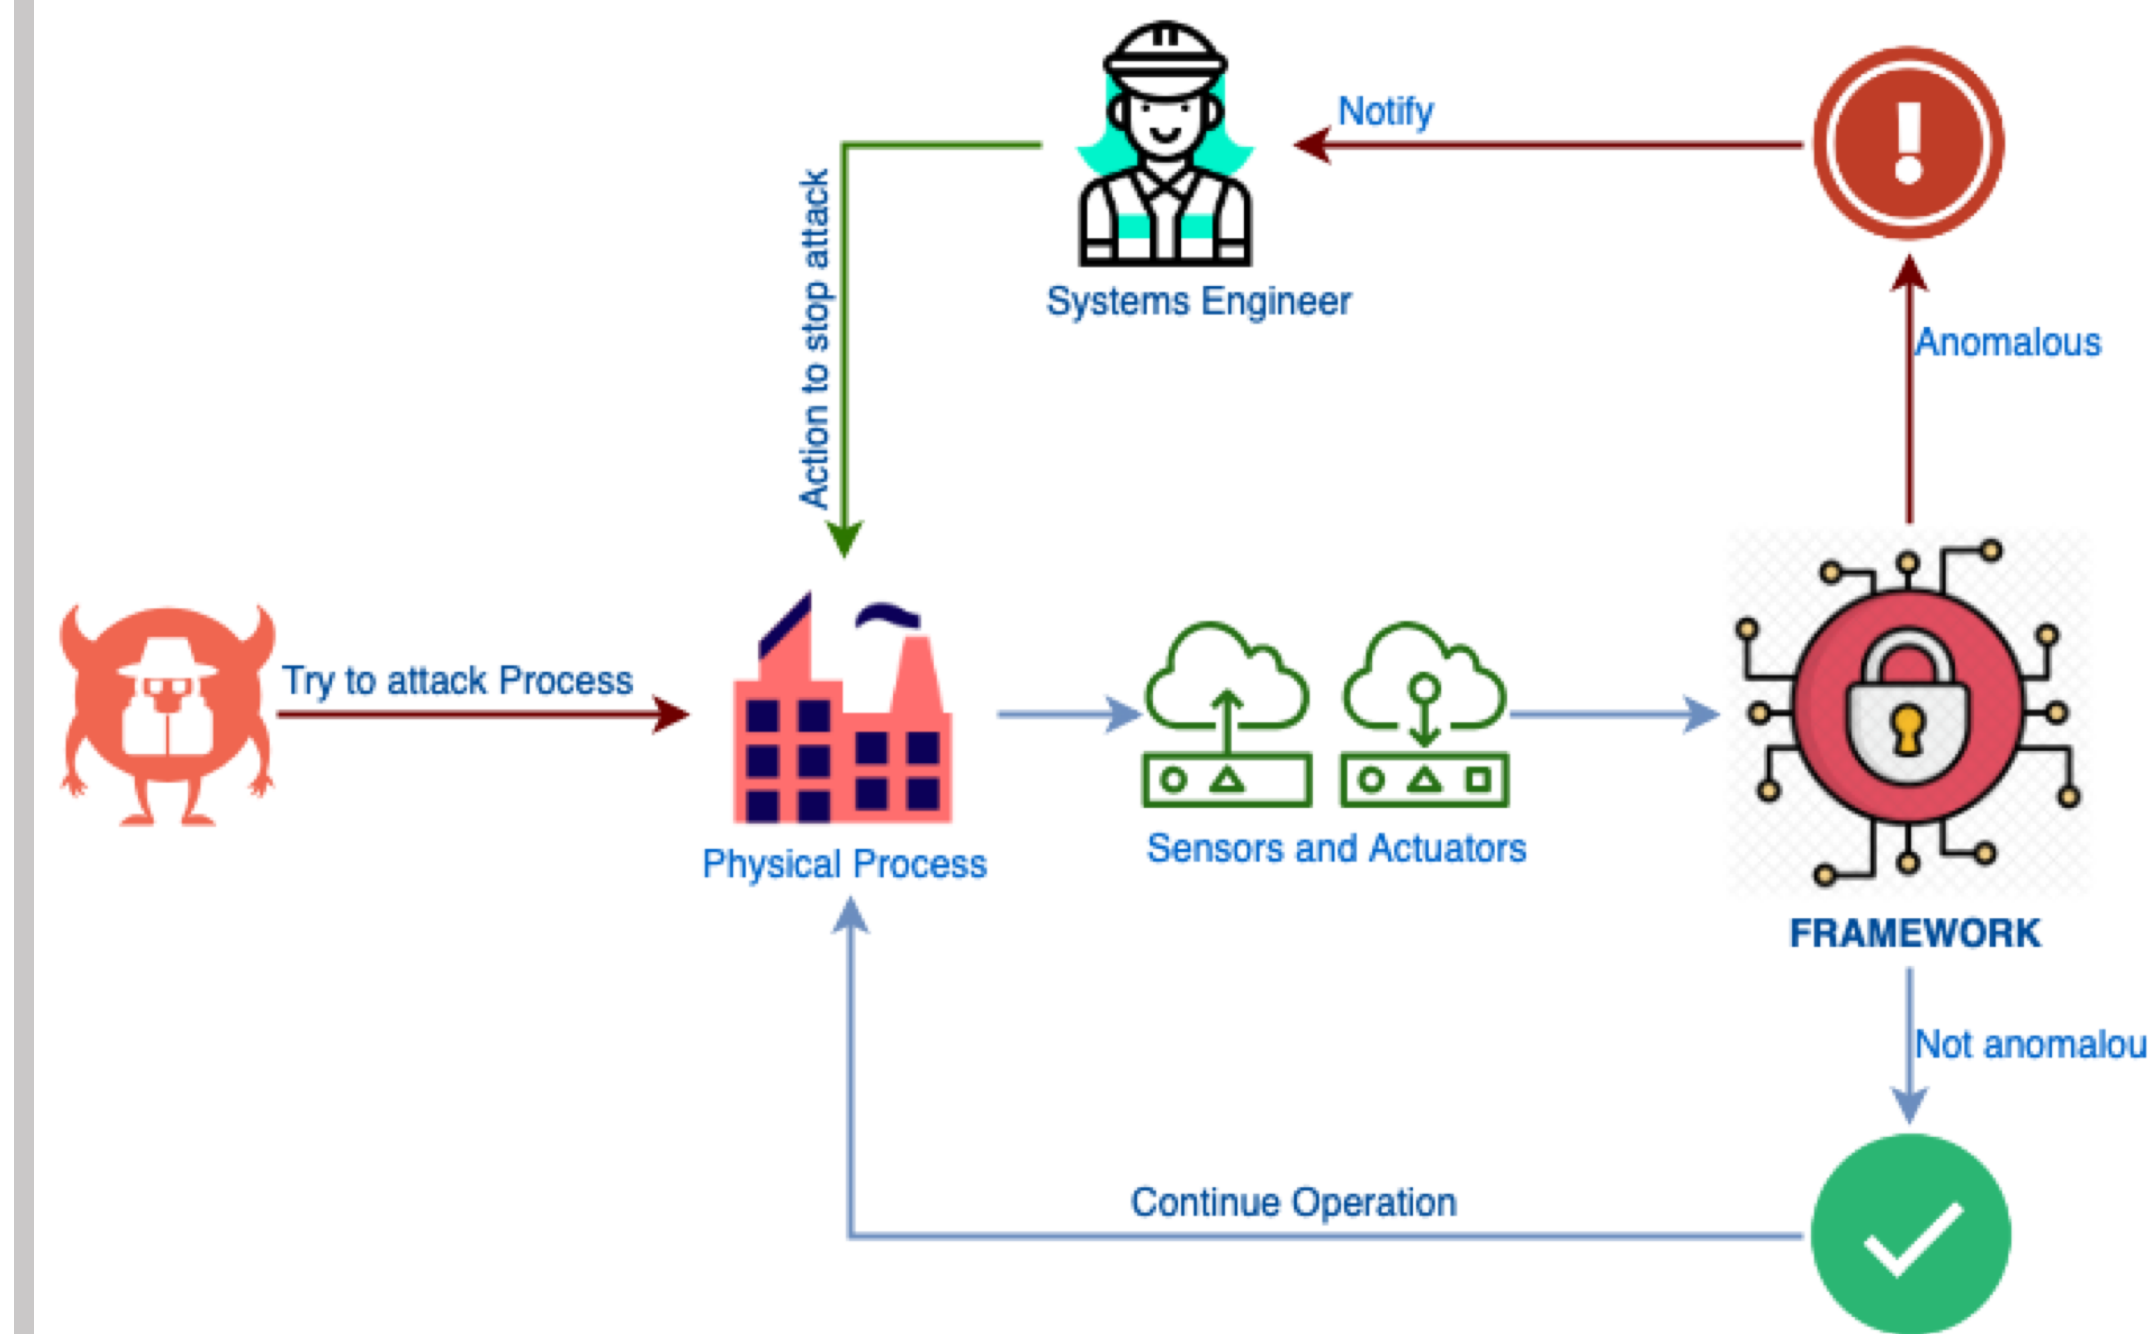 Notify
Systems Engineer
Action to stop attack
Anomalous
Try to attack Process
Physical Process
Sensors and Actuators
FRAMEWORK
Not anomalou
Continue Operation